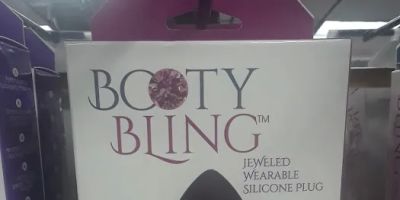 BOOTY
BLING™
JEWELED
WEARABLE
SILICONE PLUG